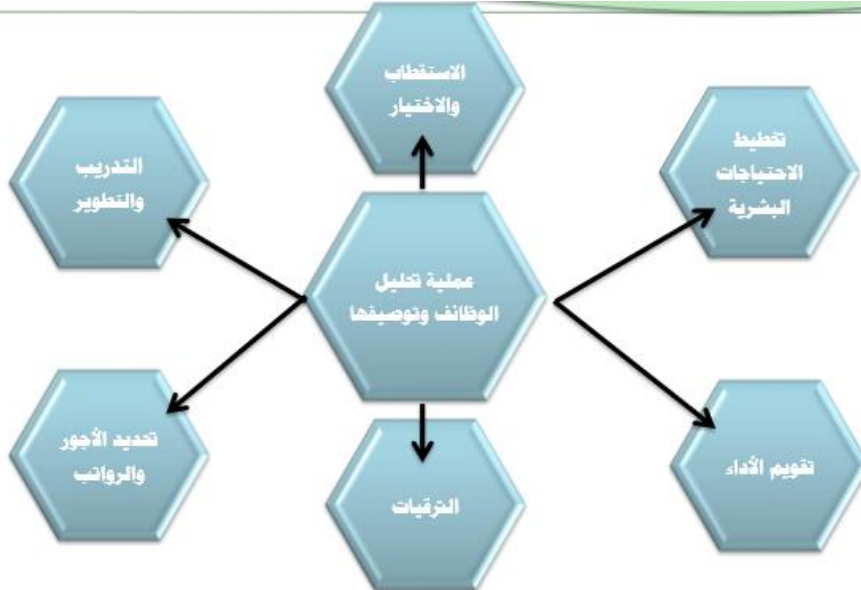 الاستقطاب
والاختيار
تخطيط
الاحتياجات
البشرية
التدريب
والتطوير
عملية تحليل
الوظائف وتوصيفها
تقويم الأداء
تحديد الأجور
والرواتب
الترقيات